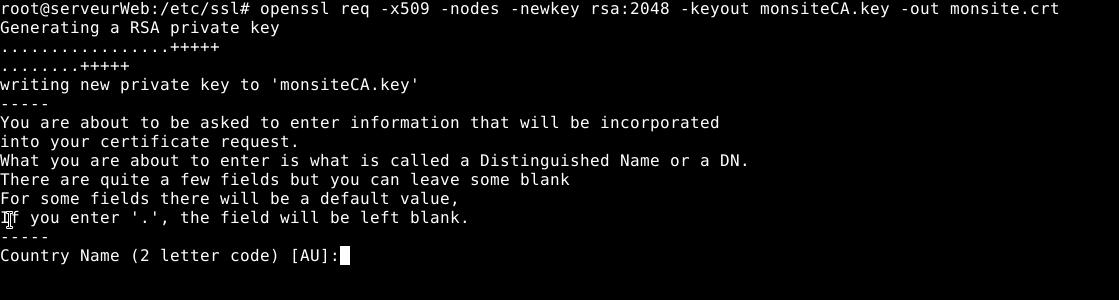 root@serveurWeb:/etc/ssl# openssl req -x509 -nodes -newkey rsa:2048 -keyout monsiteCA.key -out monsite.crt
Generating a RSA private key
.................+++++
........+++++
writing new private key to 'monsiteCA.key'
-----
You are about to be asked to enter information that will be incorporated
into your certificate request.
What you are about to enter is what is called a Distinguished Name or a DN.
There are quite a few fields but you can leave some blank
For some fields there will be a default value,
If you enter '.', the field will be left blank.
-----
Country Name (2 letter code) [AU]: